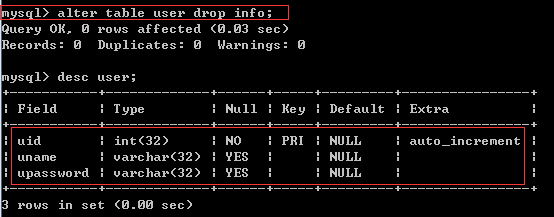 mysql> alter table user drop info;
Query OK, 0 rows affected (0.03 sec)
Records: 0  Duplicates: 0  Warnings: 0
mysql> desc user;
+-----------+-------------+------+-----+---------+----------------+
| Field     | Type        | Null | Key | Default | Extra          |
+-----------+-------------+------+-----+---------+----------------+
| uid       | int(32)     | NO   | PRI | NULL    | auto_increment |
| uname     | varchar(32) | YES  |     | NULL    |                |
| upassword | varchar(32) | YES  |     | NULL    |                |
+-----------+-------------+------+-----+---------+----------------+
3 rows in set (0.00 sec)